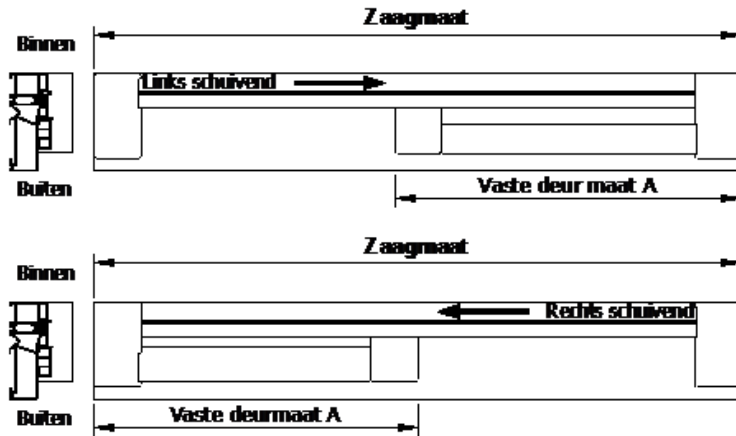 Zaagmaat
Binnen
Links schuivend
Buiten
Vaste deur maat A
Zaagmaat
Binnen
Rechts schuivend
Buiten
Vaste deurmaat A